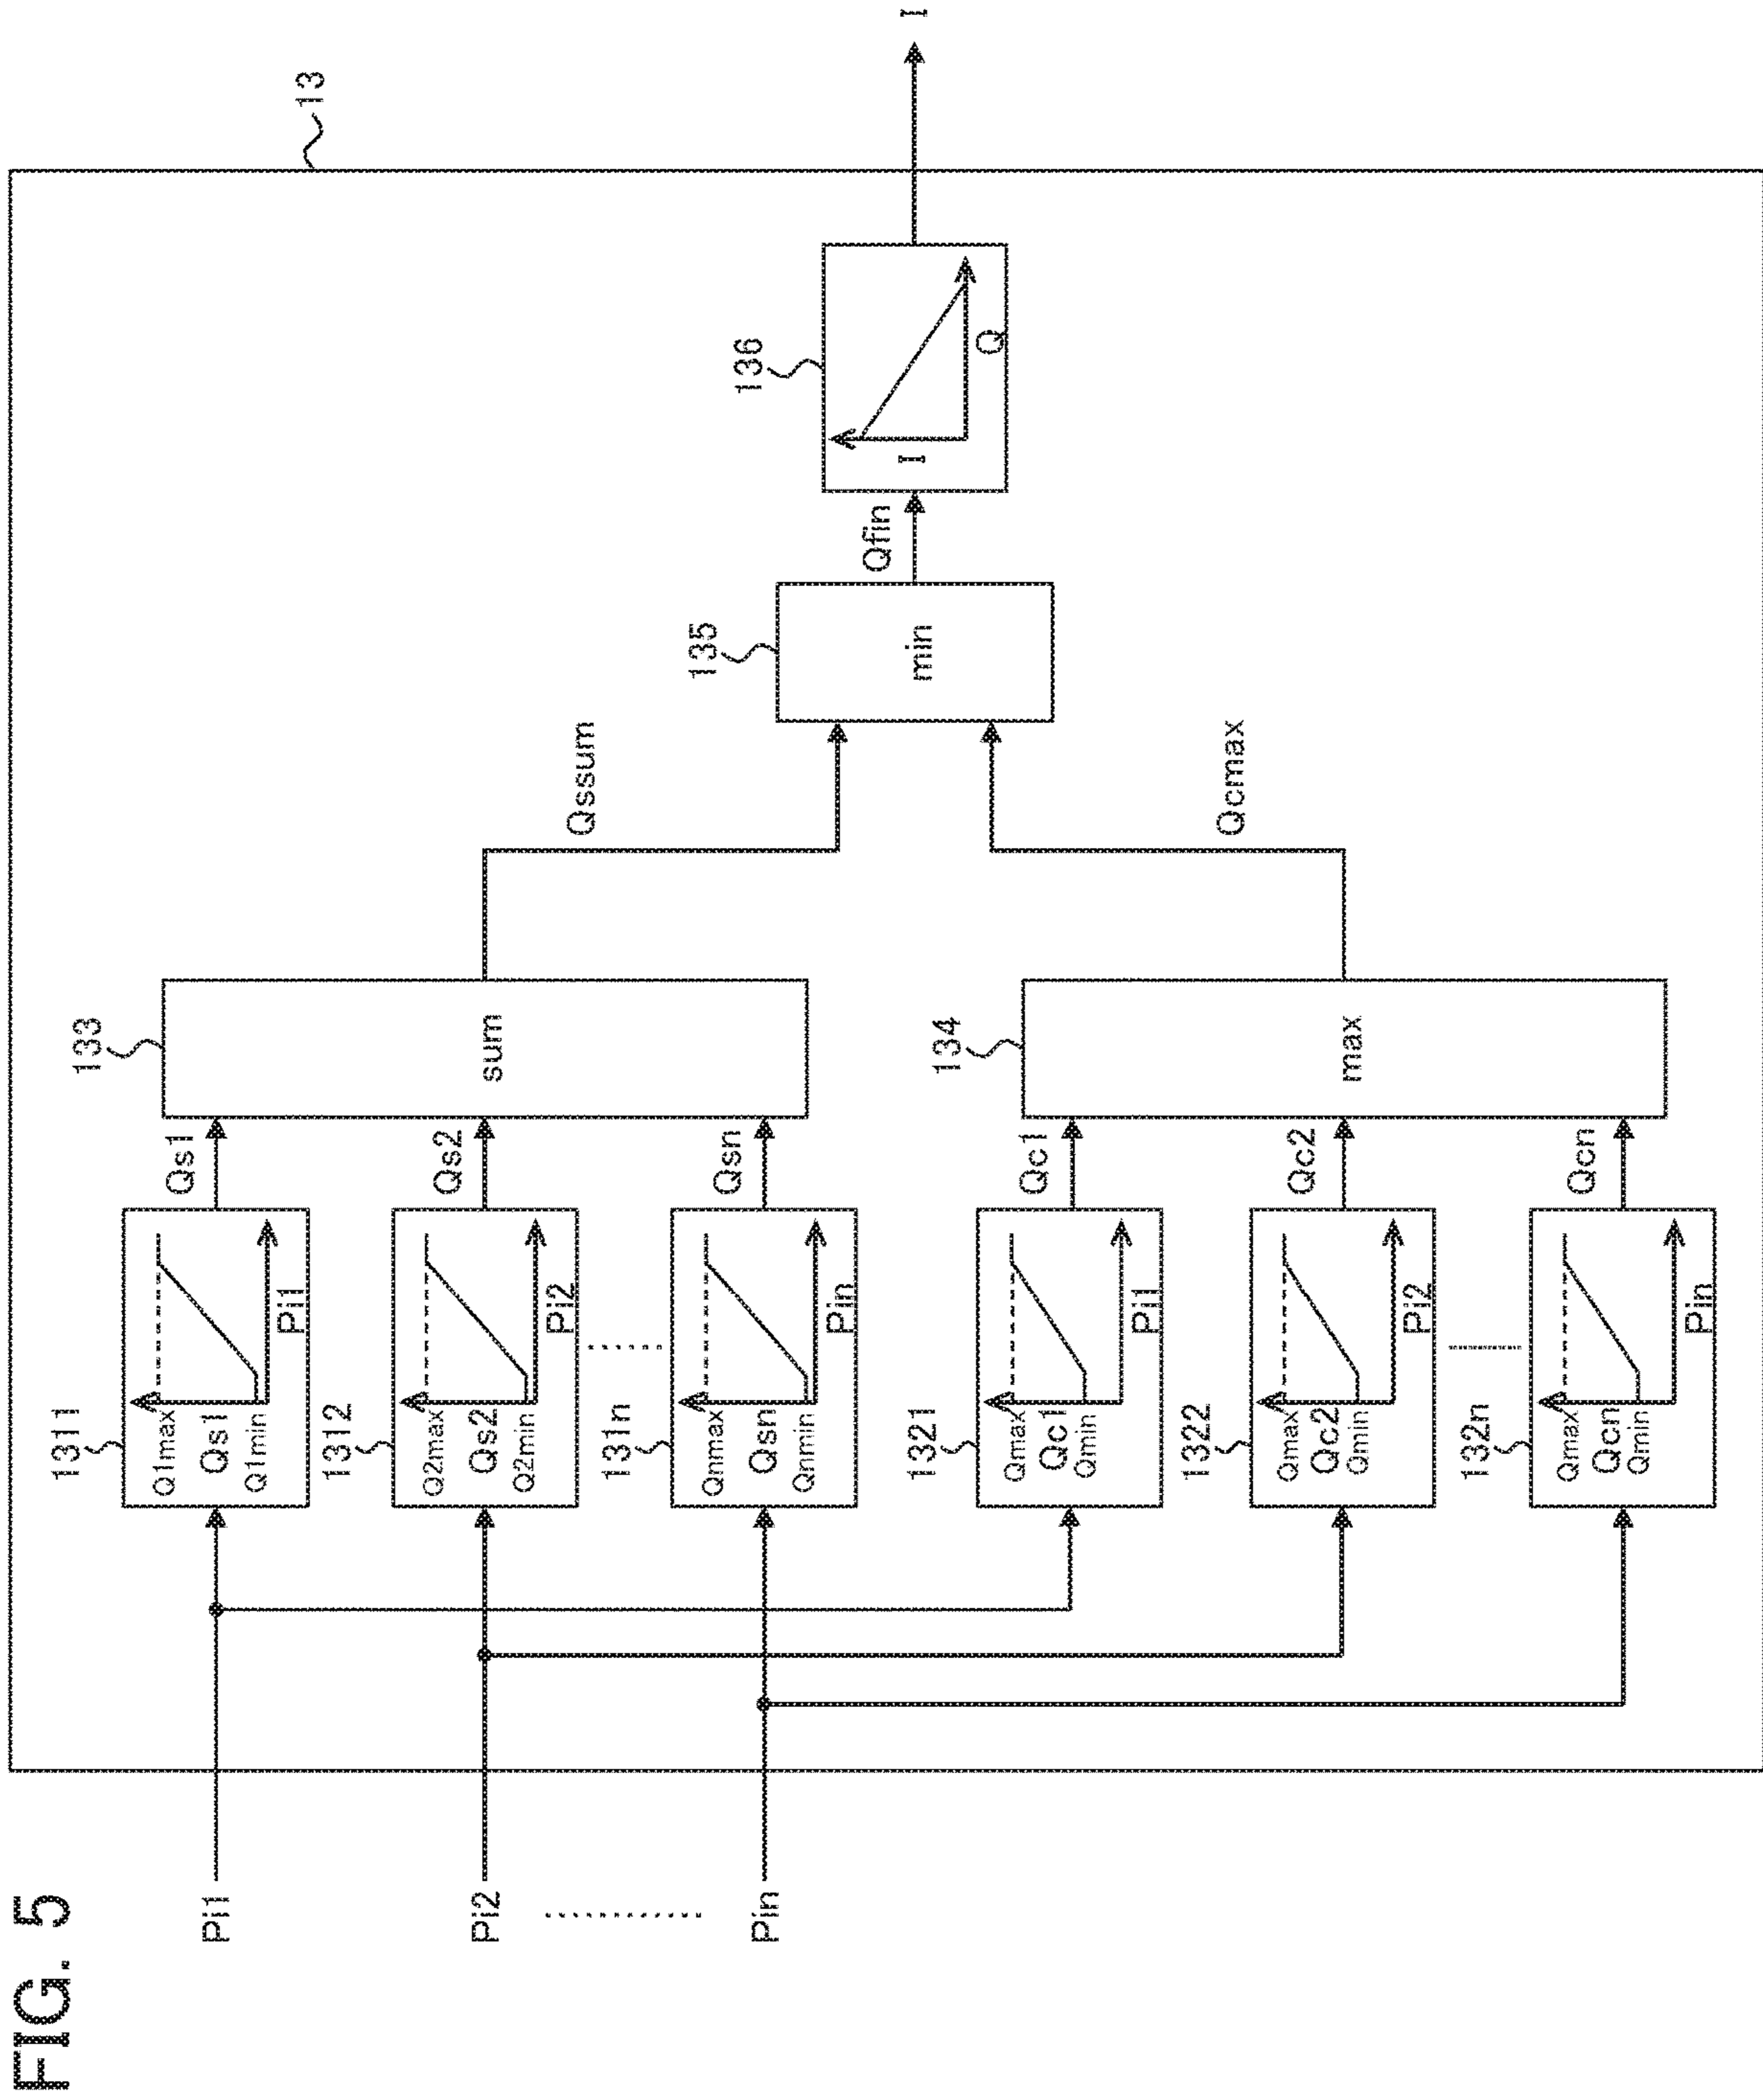 FIG. 5
13
Pi1
Pi2
Pin
1311
Q1max
Qs1
Q1min
Pi1
Qs1
1312
Q2max
Qs2
Q2min
Pi2
Qs2
131n
Qnmax
Qsn
Qnmin
Pin
Qsn
1321
Qmax
Qc1
Qmin
Pi1
Qc1
1322
Qmax
Qc2
Qmin
Pi2
Qc2
132n
Qmax
Qcn
Qmin
Pin
Qcn
133
sum
134
max
Qssum
Qcmax
135
min
Qfin
136
I
Q
I